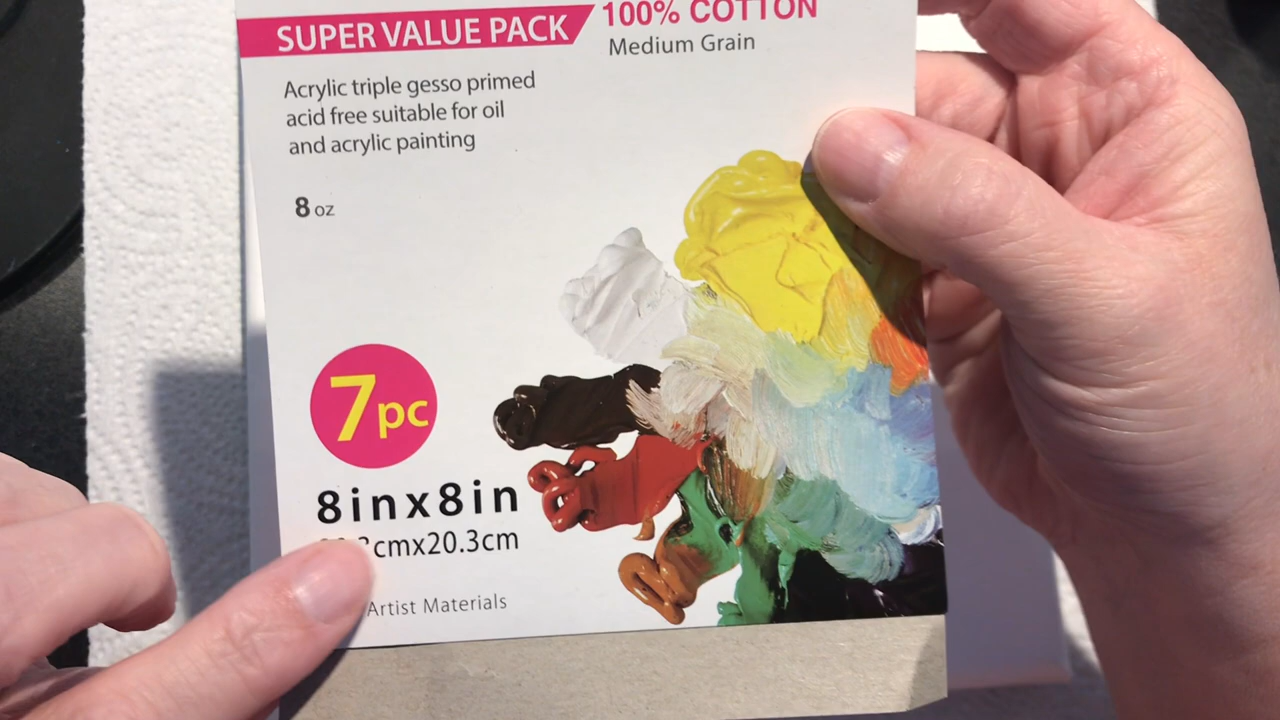 SUPER VALUE PACK
100% COTTON
Medium Grain
Acrylic triple gesso primed
acid free suitable for oil
and acrylic painting
8 oz
7pc
8inx8in
cmx20.3cm
Artist Materials